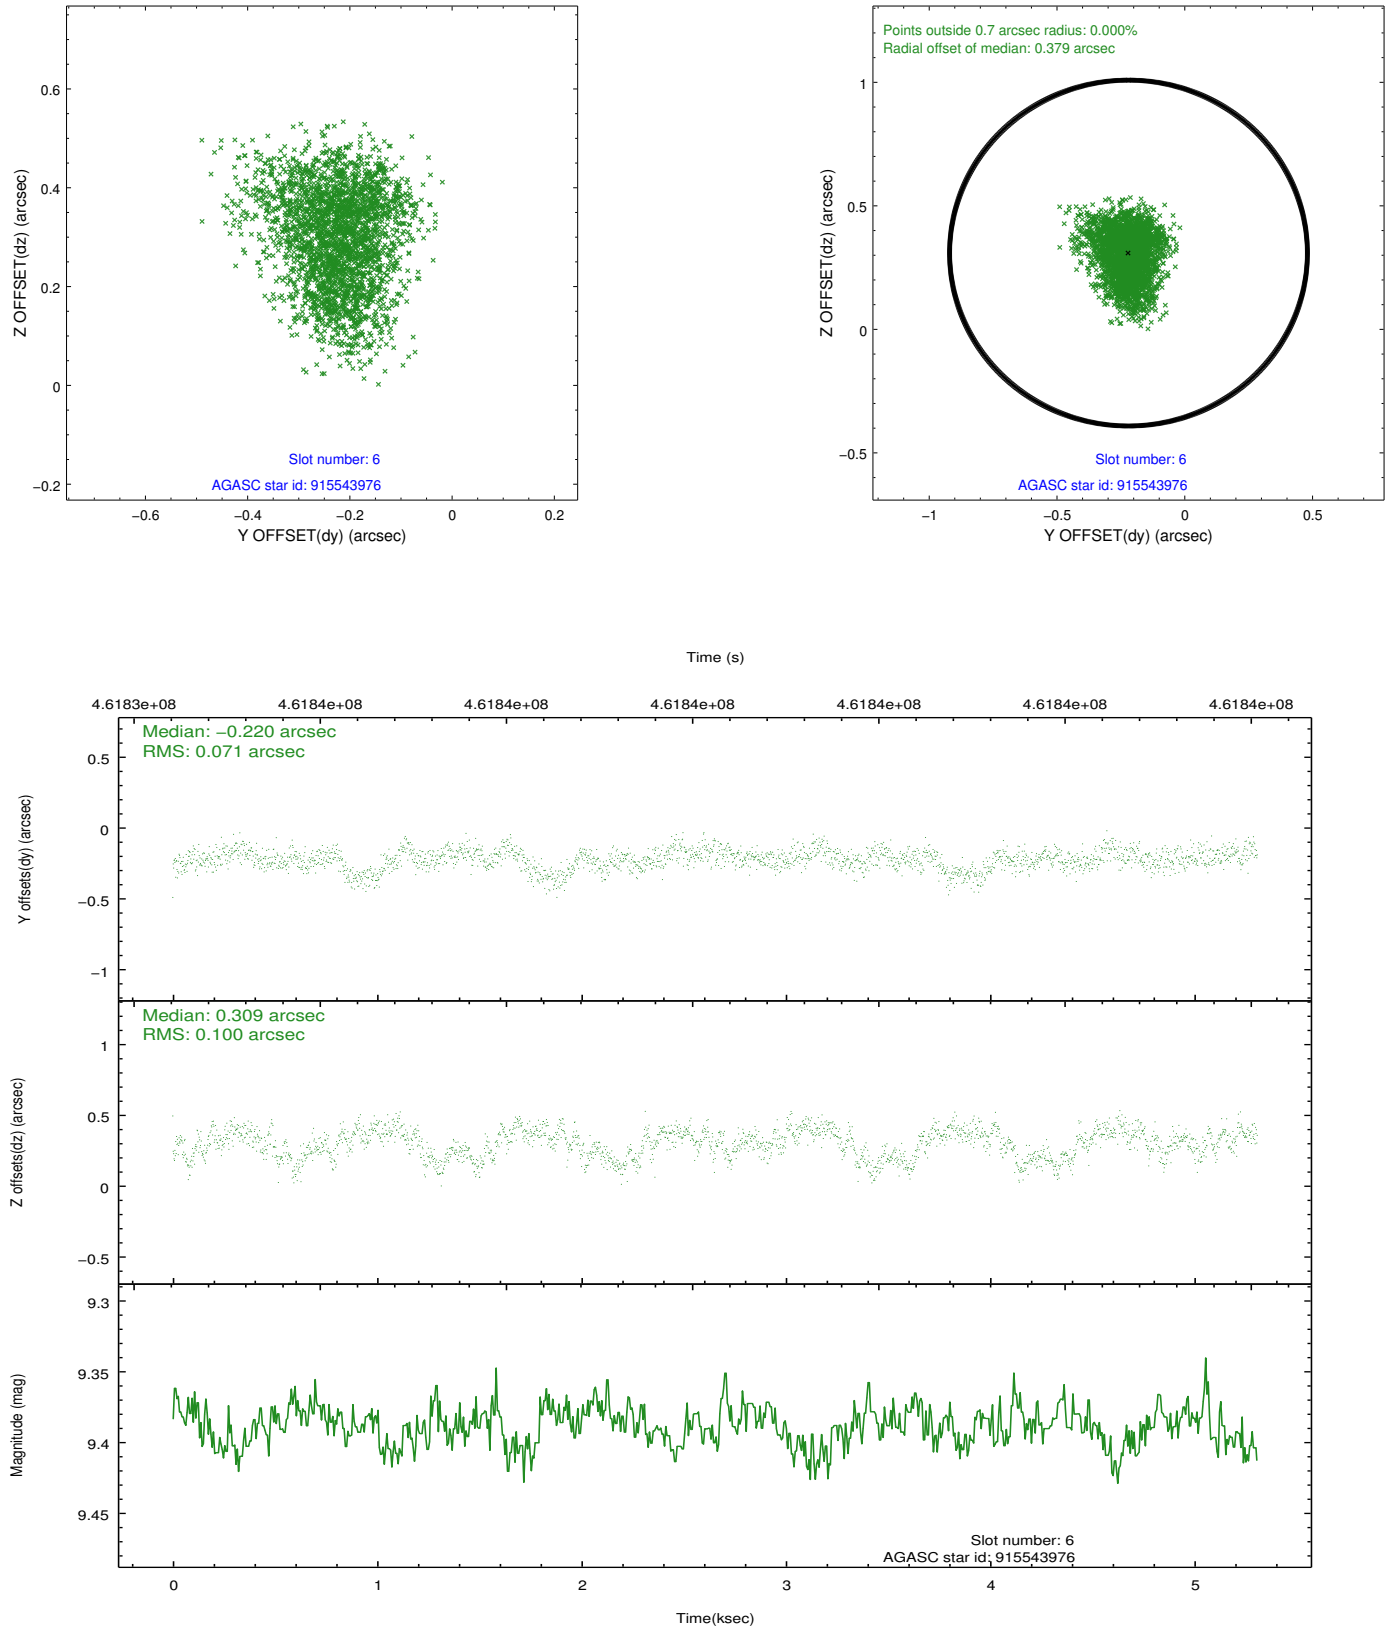 0.6
0.4
0.2
0
−0.2
Z OFFSET(dz) (arcsec)
Slot number: 6
AGASC star id: 915543976
−0.6 −0.4 −0.2 0 0.2
Y OFFSET(dy) (arcsec)
Points outside 0.7 arcsec radius: 0.000%
Radial offset of median: 0.379 arcsec
1
0.5
0
−0.5
Z OFFSET(dz) (arcsec)
Slot number: 6
AGASC star id: 915543976
−1 −0.5 0 0.5
Y OFFSET(dy) (arcsec)
Time (s)
4.6183e+08 4.6184e+08 4.6184e+08 4.6184e+08 4.6184e+08 4.6184e+08 4.6184e+08
Median: −0.220 arcsec
RMS: 0.071 arcsec
0.5
0
−0.5
−1
Y offsets(dy) (arcsec)
Median: 0.309 arcsec
RMS: 0.100 arcsec
1
0.5
0
−0.5
Z offsets(dz) (arcsec)
9.3
9.35
9.4
9.45
Magnitude (mag)
Slot number: 6
AGASC star id: 915543976
0 1 2 3 4 5
Time(ksec)